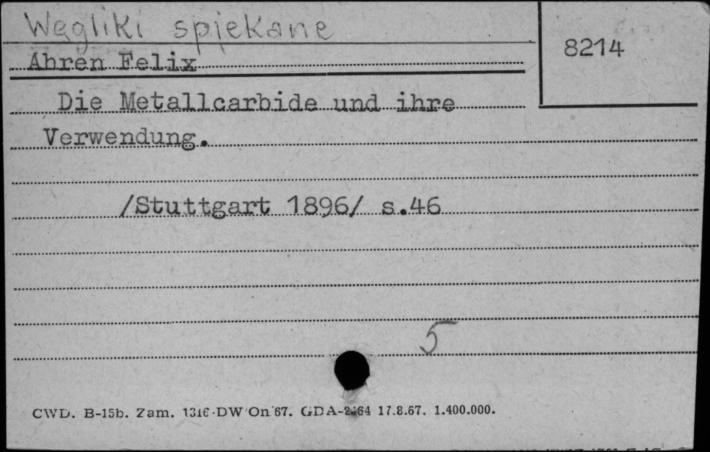 Węgliki spiekane
8214
Ahren Felix
Die Metallcarbide und ihre
Verwendung.
/Stuttgart 1896/ s.46
5
CWD. B-15b. Zam. 1316-DW On 67. GDA-2464 17.8.67. 1.400.000.